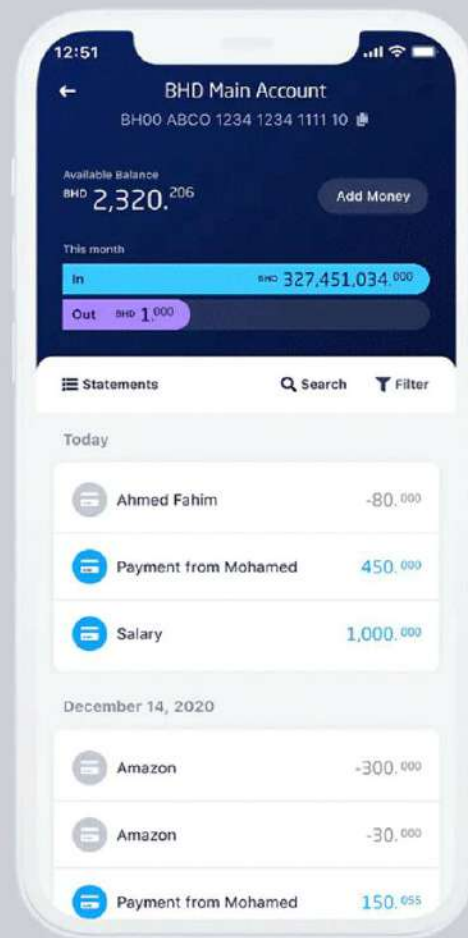 12:51
BHD Main Account
BH00 ABCO 1234 1234 1111 10
Available Balance
BHD 2,320.206
Add Money
This month
In BHD 327,451,034.000
Out BHD 1.000
Statements Search Filter
Today
Ahmed Fahim -80.000
Payment from Mohamed 450.000
Salary 1,000.000
December 14, 2020
Amazon -300.000
Amazon -30.000
Payment from Mohamed 150.055